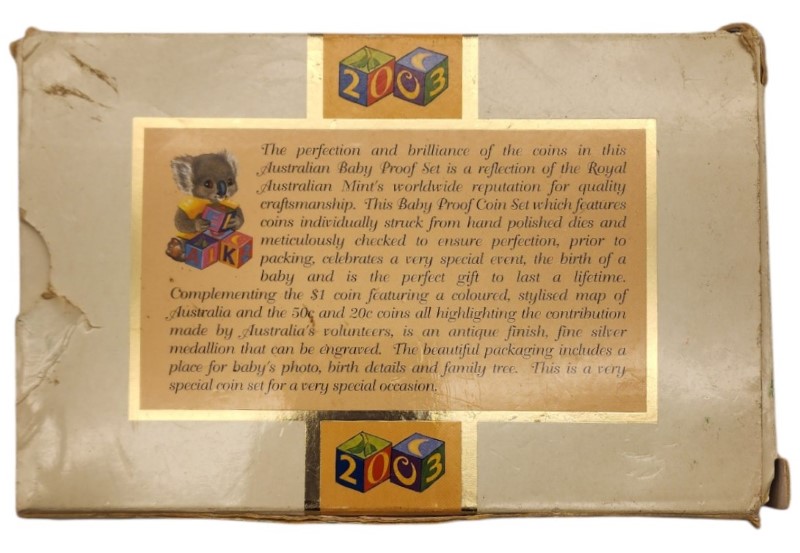 2003
The perfection and brilliance of the coins in this
Australian Baby Proof Set is a reflection of the Royal
Australian Mint's worldwide reputation for quality
craftsmanship. This Baby Proof Coin Set which features
coins individually struck from hand polished dies and
meticulously checked to ensure perfection, prior to
packing, celebrates a very special event, the birth of a
baby and is the perfect gift to last a lifetime.
Complementing the $1 coin featuring a coloured, stylised map of
Australia and the 50c and 20c coins all highlighting the contribution
made by Australia's volunteers, is an antique finish, fine silver
medallion that can be engraved. The beautiful packaging includes a
place for baby's photo, birth details and family tree. This is a very
special coin set for a very special occasion.
2003